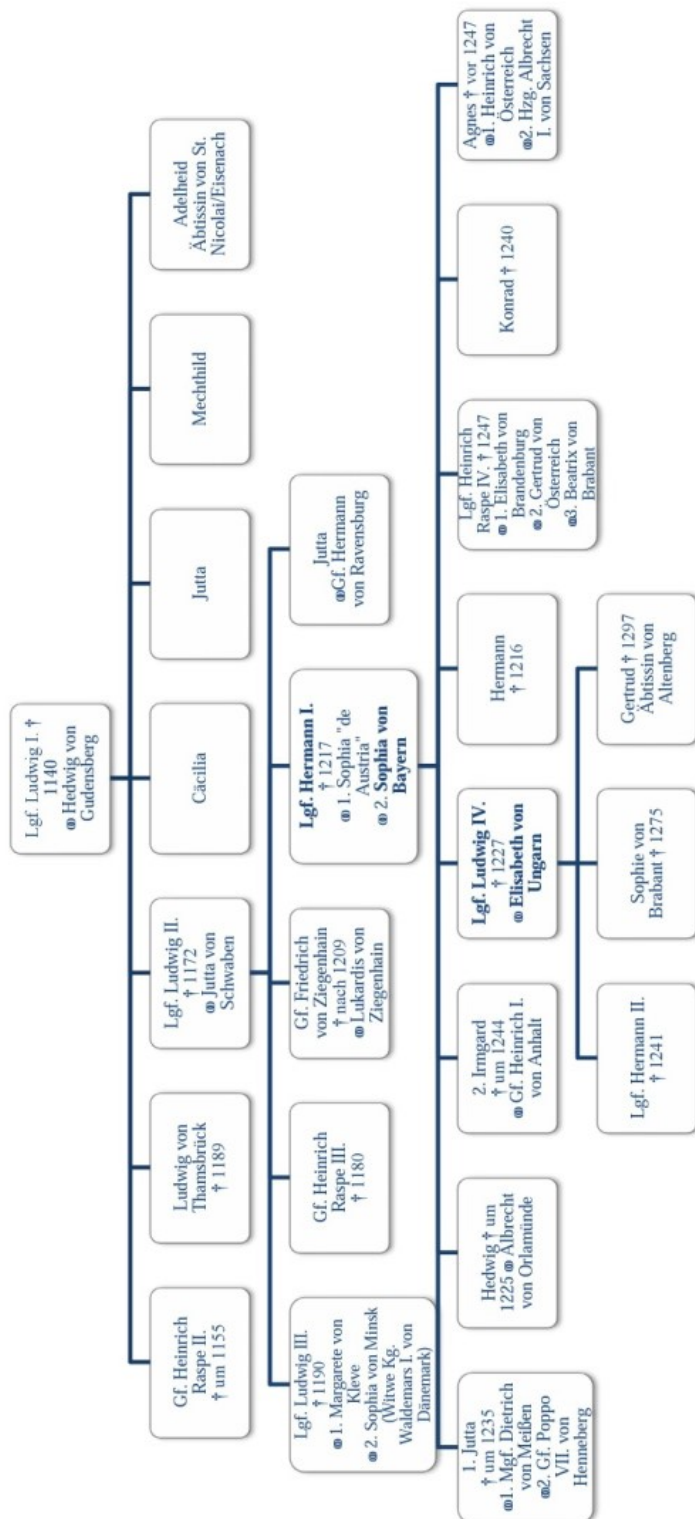 Lgf. Ludwig I. †
1140
⚭ Hedwig von
Gudensberg
Gf. Heinrich
Raspe II.
† um 1155
Ludwig von
Thamsbrück
† 1189
Lgf. Ludwig II.
† 1172
⚭ Jutta von
Schwaben
Cäcilia
Jutta
Mechthild
Adelheid
Äbtissin von St.
Nicolai/Eisenach
Lgf. Ludwig III.
† 1190
⚭ 1. Margarete von
Kleve
⚭ 2. Sophia von Minsk
(Witwe Kg.
Waldemars I. von
Dänemark)
Gf. Heinrich
Raspe III.
† 1180
Gf. Friedrich
von Ziegenhain
† nach 1209
⚭ Lukardis von
Ziegenhain
Lgf. Hermann I.
† 1217
⚭ 1. Sophia "de
Austria"
⚭ 2. Sophia von
Bayern
Jutta
⚭Gf. Hermann
von Ravensburg
1. Jutta
† um 1235
⚭1. Mgf. Dietrich
von Meißen
⚭2. Gf. Poppo
VII. von
Henneberg
Hedwig † um
1225 ⚭ Albrecht
von Orlamünde
2. Irmgard
† um 1244
⚭ Gf. Heinrich I.
von Anhalt
Lgf. Ludwig IV.
† 1227
⚭ Elisabeth von
Ungarn
Hermann
† 1216
Lgf. Heinrich
Raspe IV. † 1247
⚭ 1. Elisabeth von
Brandenburg
⚭ 2. Gertrud von
Österreich
⚭3. Beatrix von
Brabant
Konrad † 1240
Agnes † vor 1247
⚭1. Heinrich von
Österreich
⚭2. Hzg. Albrecht
I. von Sachsen
Lgf. Hermann II.
† 1241
Sophie von
Brabant † 1275
Gertrud † 1297
Äbtissin von
Altenberg